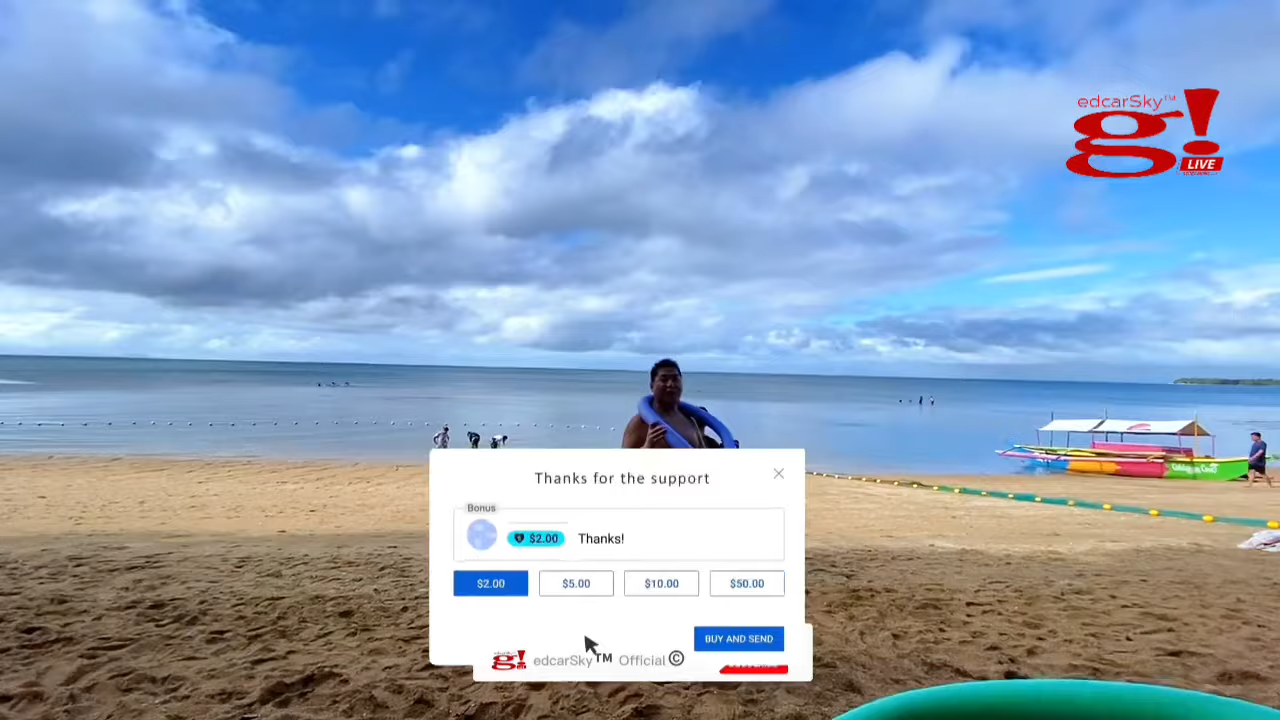 edcarSky™
g!
LIVE
Thanks for the support
Bonus
$2.00 Thanks!
$2.00 $5.00 $10.00 $50.00
BUY AND SEND
g! edcarSky™ Official ©